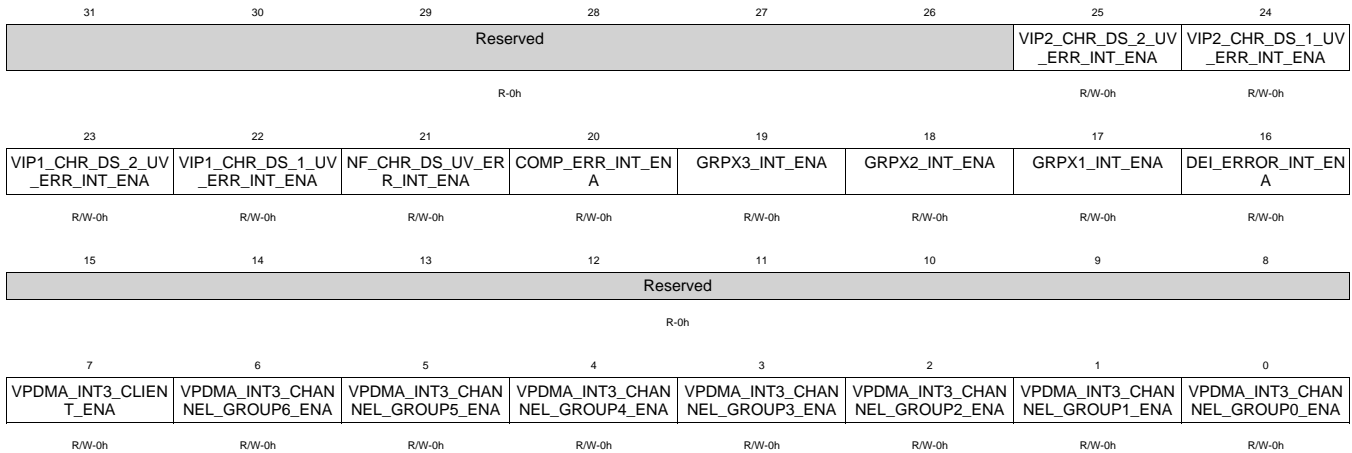 31 30 29 28 27 26 25 24
Reserved VIP2_CHR_DS_2_UV VIP2_CHR_DS_1_UV
_ERR_INT_ENA _ERR_INT_ENA
R-0h R/W-0h R/W-0h
23 22 21 20 19 18 17 16
VIP1_CHR_DS_2_UV VIP1_CHR_DS_1_UV NF_CHR_DS_UV_ER COMP_ERR_INT_EN GRPX3_INT_ENA GRPX2_INT_ENA GRPX1_INT_ENA DEI_ERROR_INT_EN
_ERR_INT_ENA _ERR_INT_ENA R_INT_ENA A A
R/W-0h R/W-0h R/W-0h R/W-0h R/W-0h R/W-0h R/W-0h R/W-0h
15 14 13 12 11 10 9 8
Reserved
R-0h
7 6 5 4 3 2 1 0
VPDMA_INT3_CLIEN VPDMA_INT3_CHAN VPDMA_INT3_CHAN VPDMA_INT3_CHAN VPDMA_INT3_CHAN VPDMA_INT3_CHAN VPDMA_INT3_CHAN VPDMA_INT3_CHAN
T_ENA NEL_GROUP6_ENA NEL_GROUP5_ENA NEL_GROUP4_ENA NEL_GROUP3_ENA NEL_GROUP2_ENA NEL_GROUP1_ENA NEL_GROUP0_ENA
R/W-0h R/W-0h R/W-0h R/W-0h R/W-0h R/W-0h R/W-0h R/W-0h